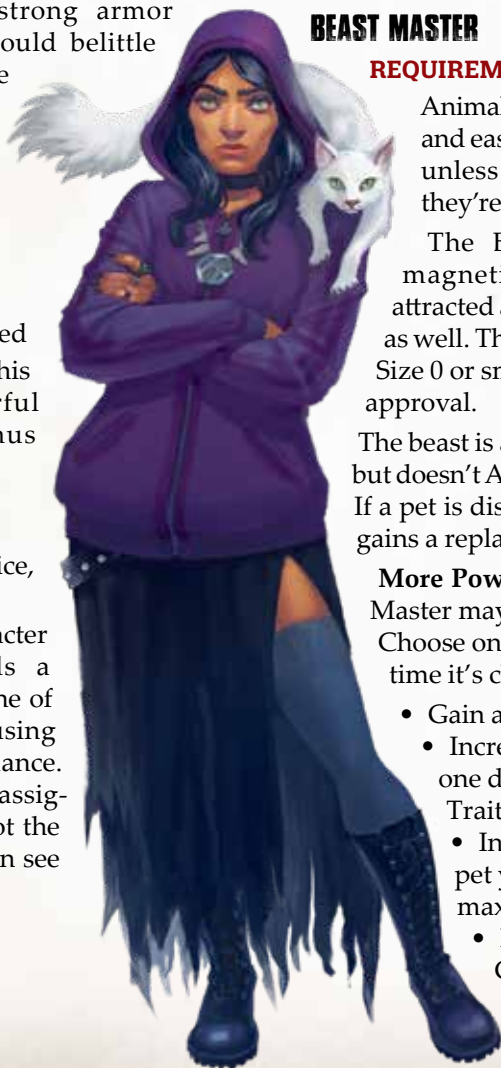 strong armor
ould belittle
e
ed
his
rful
nus
ice,
acter
ls a
ne of
using
ance.
assig-
ot the
n see
BEAST MASTER
REQUIREM
Animal
and eas
unless
they're
The B
magneti
attracted a
as well. Th
Size 0 or sm
approval.
The beast is a
but doesn't A
If a pet is dis
gains a repla
More Pow
Master may
Choose on
time it's c
• Gain a
• Incre
one d
Trait
• In
pet y
max
•